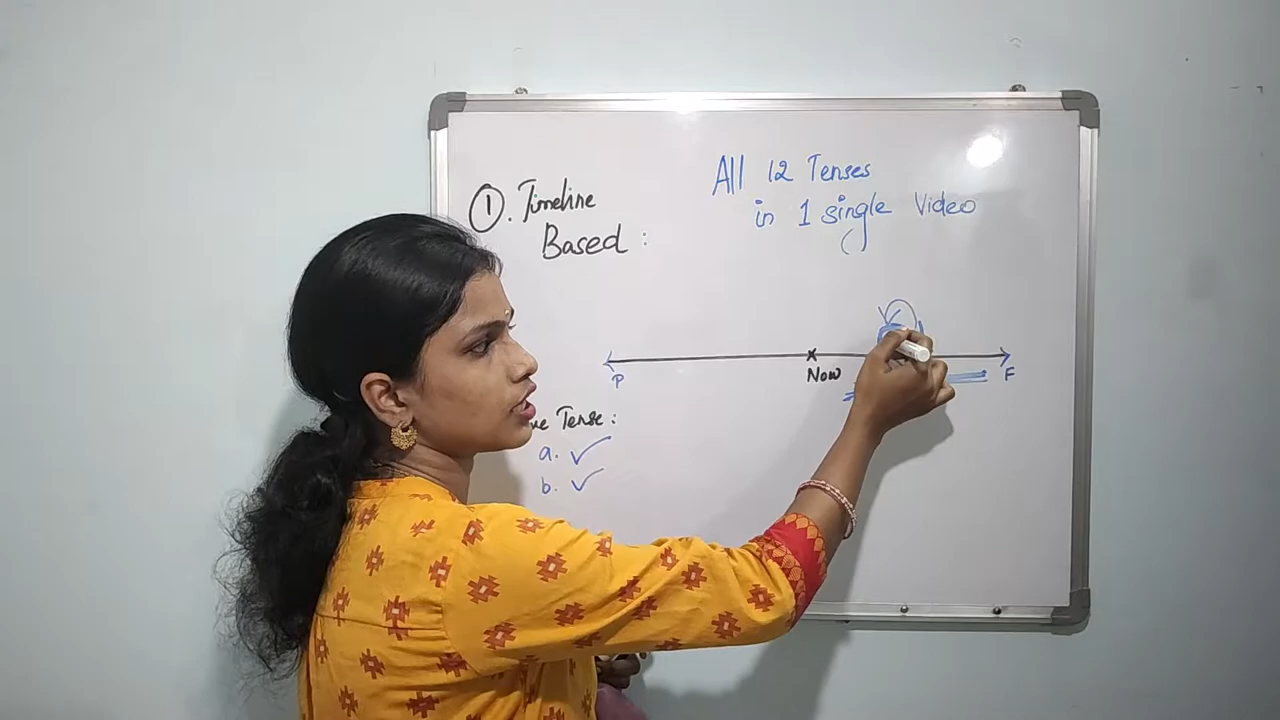 1. Timeline
Based :
All 12 Tenses
in 1 single Video
Now
P
F
Tense :
a. ✓
b. ✓